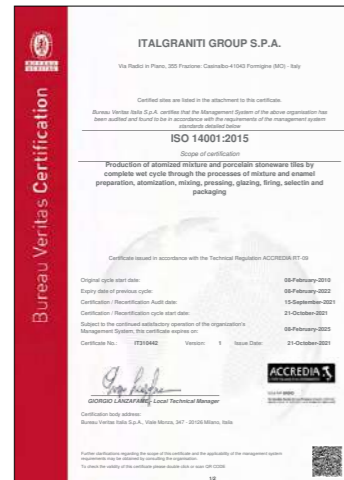 BUREAU VERITAS
Bureau Veritas Certification
ITALGRANITI GROUP S.P.A.
Via Radici in Piano, 355 Frazione: Casinalbo-41043 Formigine (MO) - Italy
Certified sites are listed in the attachment to this certificate.
Bureau Veritas Italia S.p.A. certifies that the Management System of the above organisation has
been audited and found to be in accordance with the requirements of the management system
standards detailed below
ISO 14001:2015
Scope of certification
Production of atomized mixture and porcelain stoneware tiles by
complete wet cycle through the processes of mixture and enamel
preparation, atomization, mixing, pressing, glazing, firing, selectin and
packaging
Certificate issued in accordance with the Technical Regulation ACCREDIA RT-09
Original cycle start date: 08-February-2010
Expiry date of previous cycle: 08-February-2022
Certification / Recertification Audit date: 15-September-2021
Certification / Recertification cycle start date: 21-October-2021
Subject to the continued satisfactory operation of the organization's
Management System, this certificate expires on: 08-February-2025
Certificate No.: IT310442 Version: 1 Issue Date: 21-October-2021
ACCREDIA
GIORGIO LANZAFAME - Local Technical Manager
Certification body address:
Bureau Veritas Italia S.p.A., Viale Monza, 347 - 20126 Milano, Italia
Further clarifications regarding the scope of this certificate and the applicability of the management system
requirements may be obtained by consulting the organisation.
To check the validity of this certificate please double click or scan QR CODE
1/2